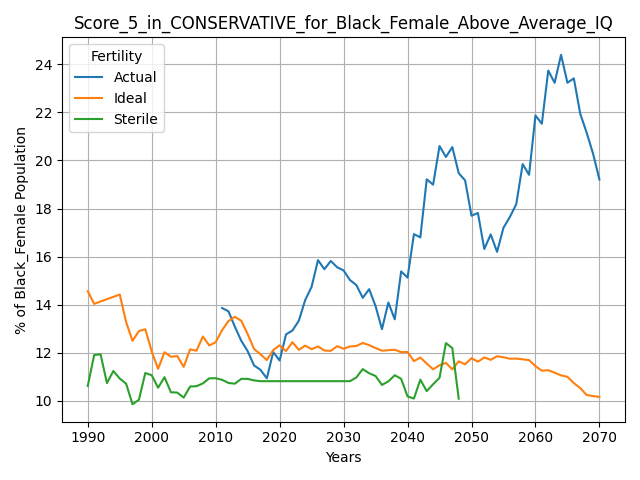 Score_5_in_CONSERVATIVE_for_Black_Female_Above_Average_IQ
Fertility
Actual
Ideal
Sterile
% of Black_Female Population
24
22
20
18
16
14
12
10
1990 2000 2010 2020 2030 2040 2050 2060 2070
Years